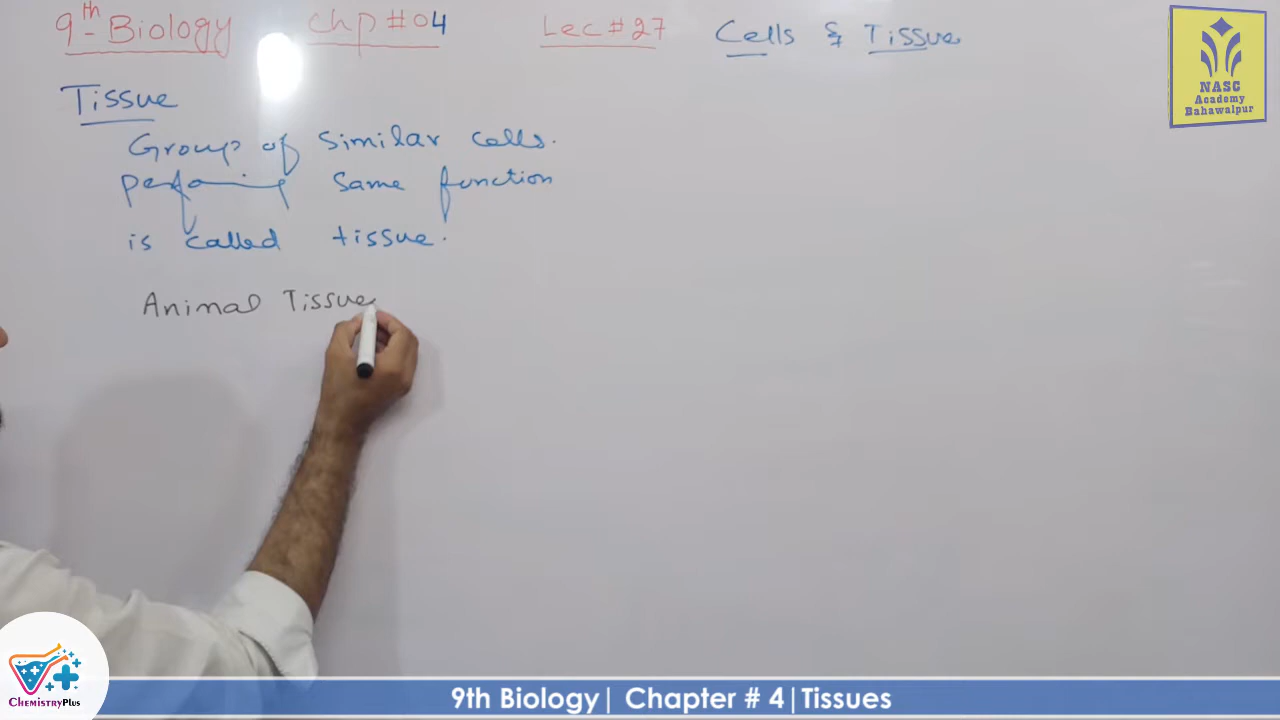 9th Biology Chp # 04 Lec # 27 Cells & Tissue
Tissue
Group of similar cells.
perfoming same function
is called tissue.
Animal Tissue
NASC
Academy
Bahawalpur
CHEMISTRYPLUS
9th Biology| Chapter # 4|Tissues